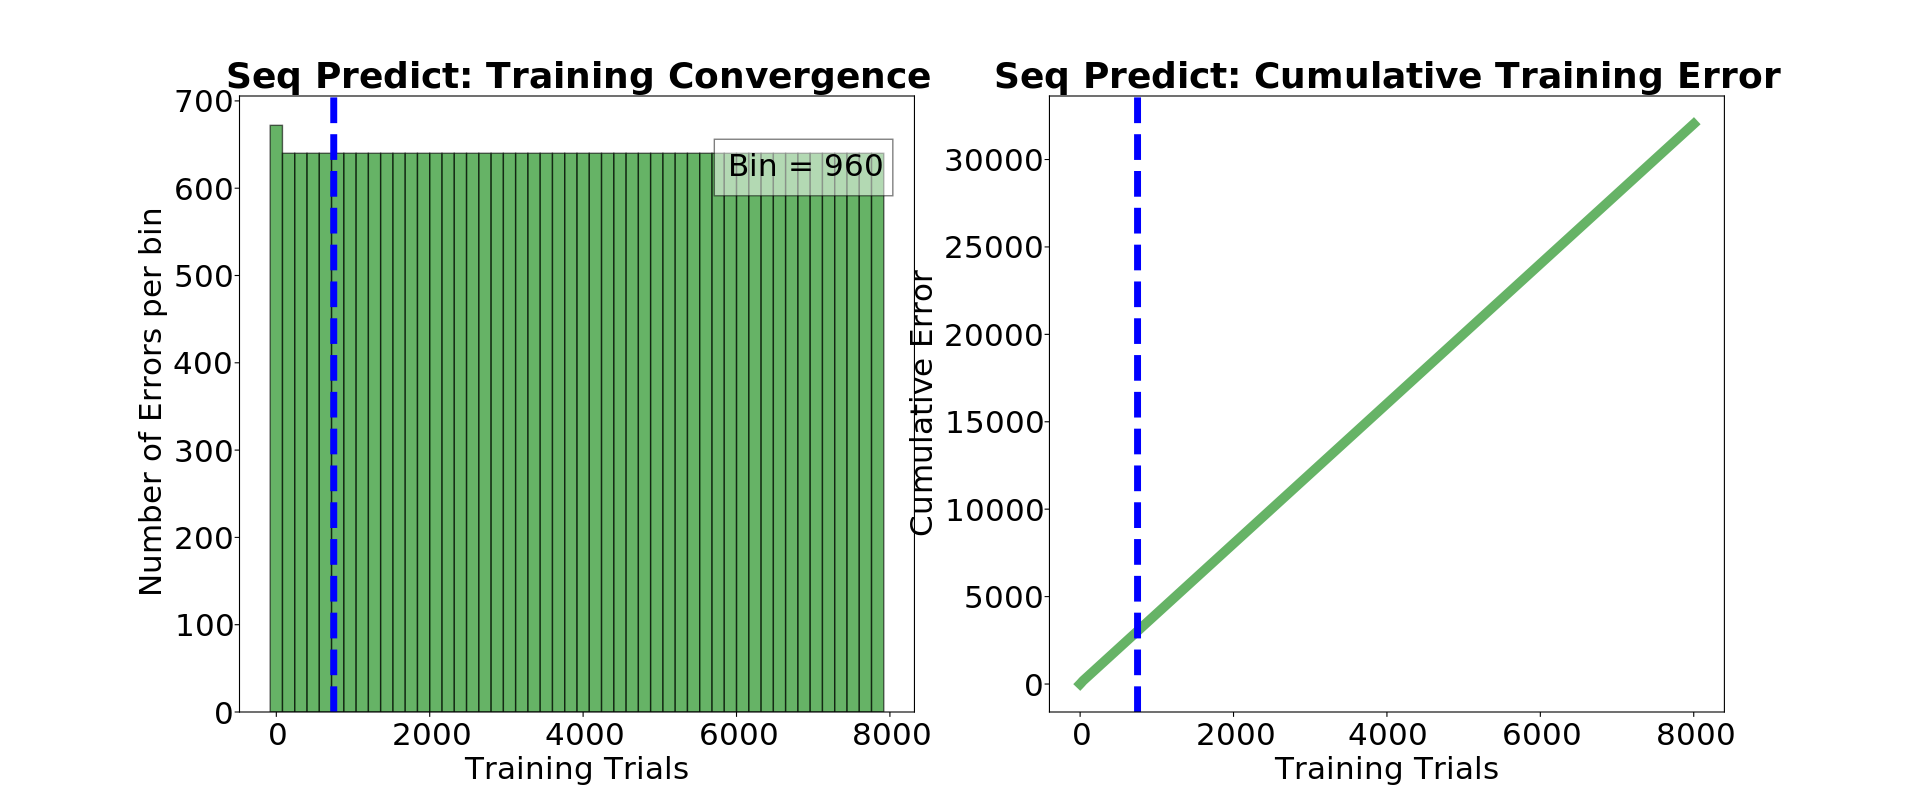 Seq Predict: Training Convergence
700
600
500
400
300
200
100
0
Number of Errors per bin
Bin = 960
0 2000 4000 6000 8000
Training Trials
Seq Predict: Cumulative Training Error
30000
25000
20000
15000
10000
5000
0
Cumulative Error
0 2000 4000 6000 8000
Training Trials